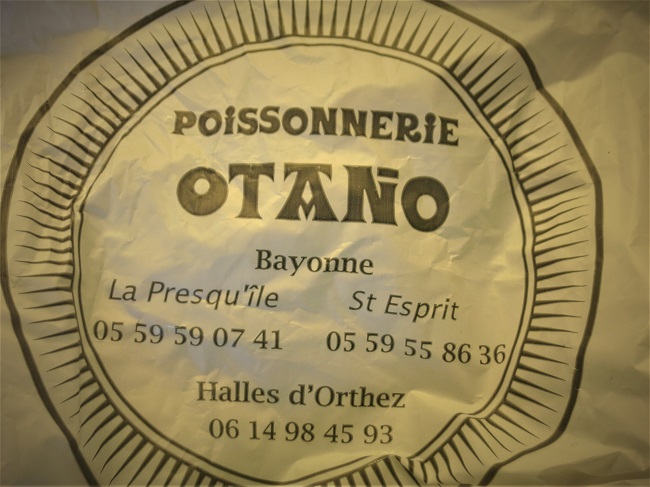 POiSSONNERiE
OTAÑO
Bayonne
La Presqu'île St Esprit
05 59 59 07 41 05 59 55 86 36
Halles d'Orthez
06 14 98 45 93